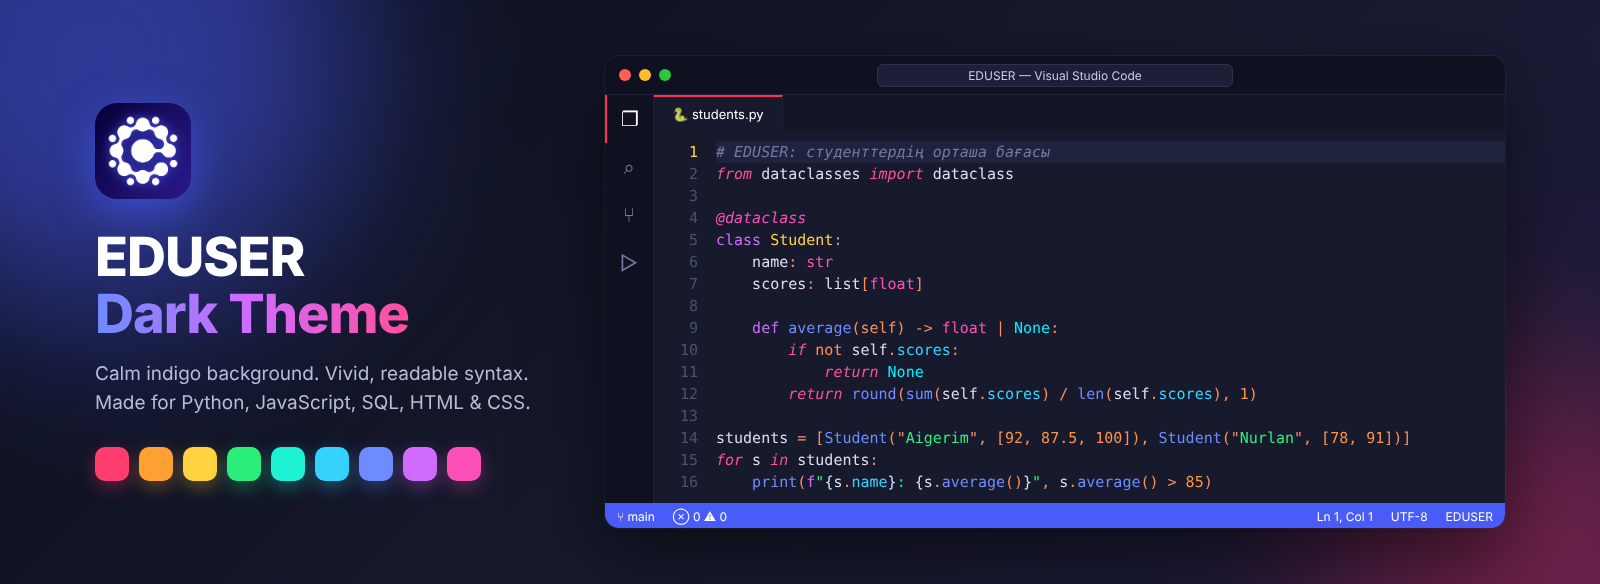 EDUSER
Dark Theme
Calm indigo background. Vivid, readable syntax.
Made for Python, JavaScript, SQL, HTML & CSS.
EDUSER — Visual Studio Code
students.py
1 # EDUSER: студенттердің орташа бағасы
2 from dataclasses import dataclass
3
4 @dataclass
5 class Student:
6     name: str
7     scores: list[float]
8
9     def average(self) -> float | None:
10         if not self.scores:
11             return None
12         return round(sum(self.scores) / len(self.scores), 1)
13
14 students = [Student("Aigerim", [92, 87.5, 100]), Student("Nurlan", [78, 91])]
15 for s in students:
16     print(f"{s.name}: {s.average()}", s.average() > 85)
main 0 0 Ln 1, Col 1 UTF-8 EDUSER